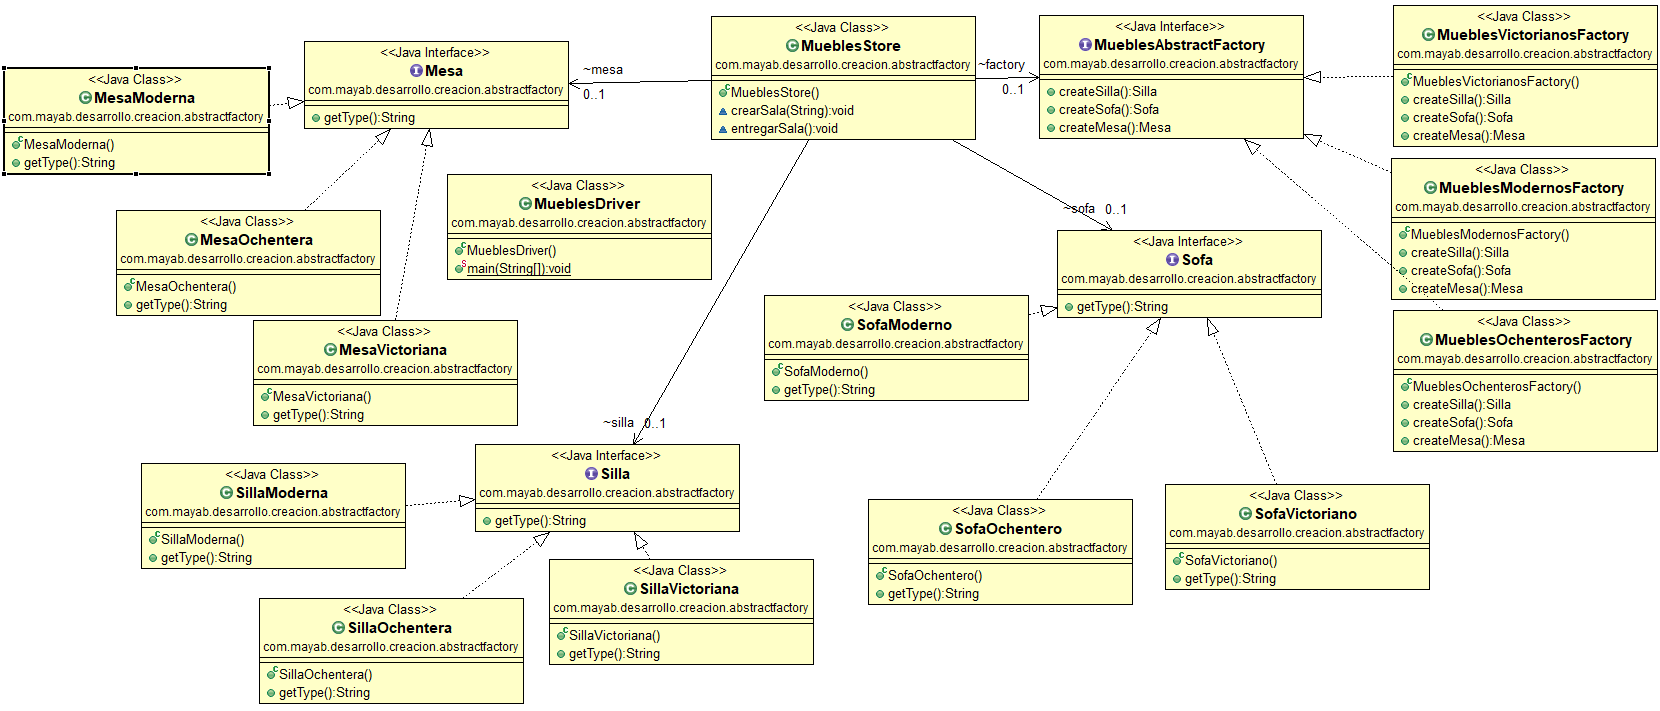 <<Java Class>>
MesaModerna
com.mayab.desarrollo.creacion.abstractfactory
MesaModerna()
getType():String
<<Java Interface>>
Mesa
com.mayab.desarrollo.creacion.abstractfactory
getType():String
~mesa
0..1
<<Java Class>>
MueblesStore
com.mayab.desarrollo.creacion.abstractfactory
MueblesStore()
crearSala(String):void
entregarSala():void
~factory
0..1
<<Java Interface>>
MueblesAbstractFactory
com.mayab.desarrollo.creacion.abstractfactory
createSilla():Silla
createSofa():Sofa
createMesa():Mesa
<<Java Class>>
MueblesVictorianosFactory
com.mayab.desarrollo.creacion.abstractfactory
MueblesVictorianosFactory()
createSilla():Silla
createSofa():Sofa
createMesa():Mesa
<<Java Class>>
MesaOchentera
com.mayab.desarrollo.creacion.abstractfactory
MesaOchentera()
getType():String
<<Java Class>>
MueblesDriver
com.mayab.desarrollo.creacion.abstractfactory
MueblesDriver()
main(String[]):void
~sofa 0..1
<<Java Class>>
MueblesModernosFactory
com.mayab.desarrollo.creacion.abstractfactory
MueblesModernosFactory()
createSilla():Silla
createSofa():Sofa
createMesa():Mesa
<<Java Interface>>
Sofa
com.mayab.desarrollo.creacion.abstractfactory
getType():String
<<Java Class>>
MesaVictoriana
com.mayab.desarrollo.creacion.abstractfactory
MesaVictoriana()
getType():String
<<Java Class>>
SofaModerno
com.mayab.desarrollo.creacion.abstractfactory
SofaModerno()
getType():String
<<Java Class>>
MueblesOchenterosFactory
com.mayab.desarrollo.creacion.abstractfactory
MueblesOchenterosFactory()
createSilla():Silla
createSofa():Sofa
createMesa():Mesa
~silla 0..1
<<Java Interface>>
Silla
com.mayab.desarrollo.creacion.abstractfactory
getType():String
<<Java Class>>
SillaModerna
com.mayab.desarrollo.creacion.abstractfactory
SillaModerna()
getType():String
<<Java Class>>
SofaOchentero
com.mayab.desarrollo.creacion.abstractfactory
SofaOchentero()
getType():String
<<Java Class>>
SofaVictoriano
com.mayab.desarrollo.creacion.abstractfactory
SofaVictoriano()
getType():String
<<Java Class>>
SillaOchentera
com.mayab.desarrollo.creacion.abstractfactory
SillaOchentera()
getType():String
<<Java Class>>
SillaVictoriana
com.mayab.desarrollo.creacion.abstractfactory
SillaVictoriana()
getType():String